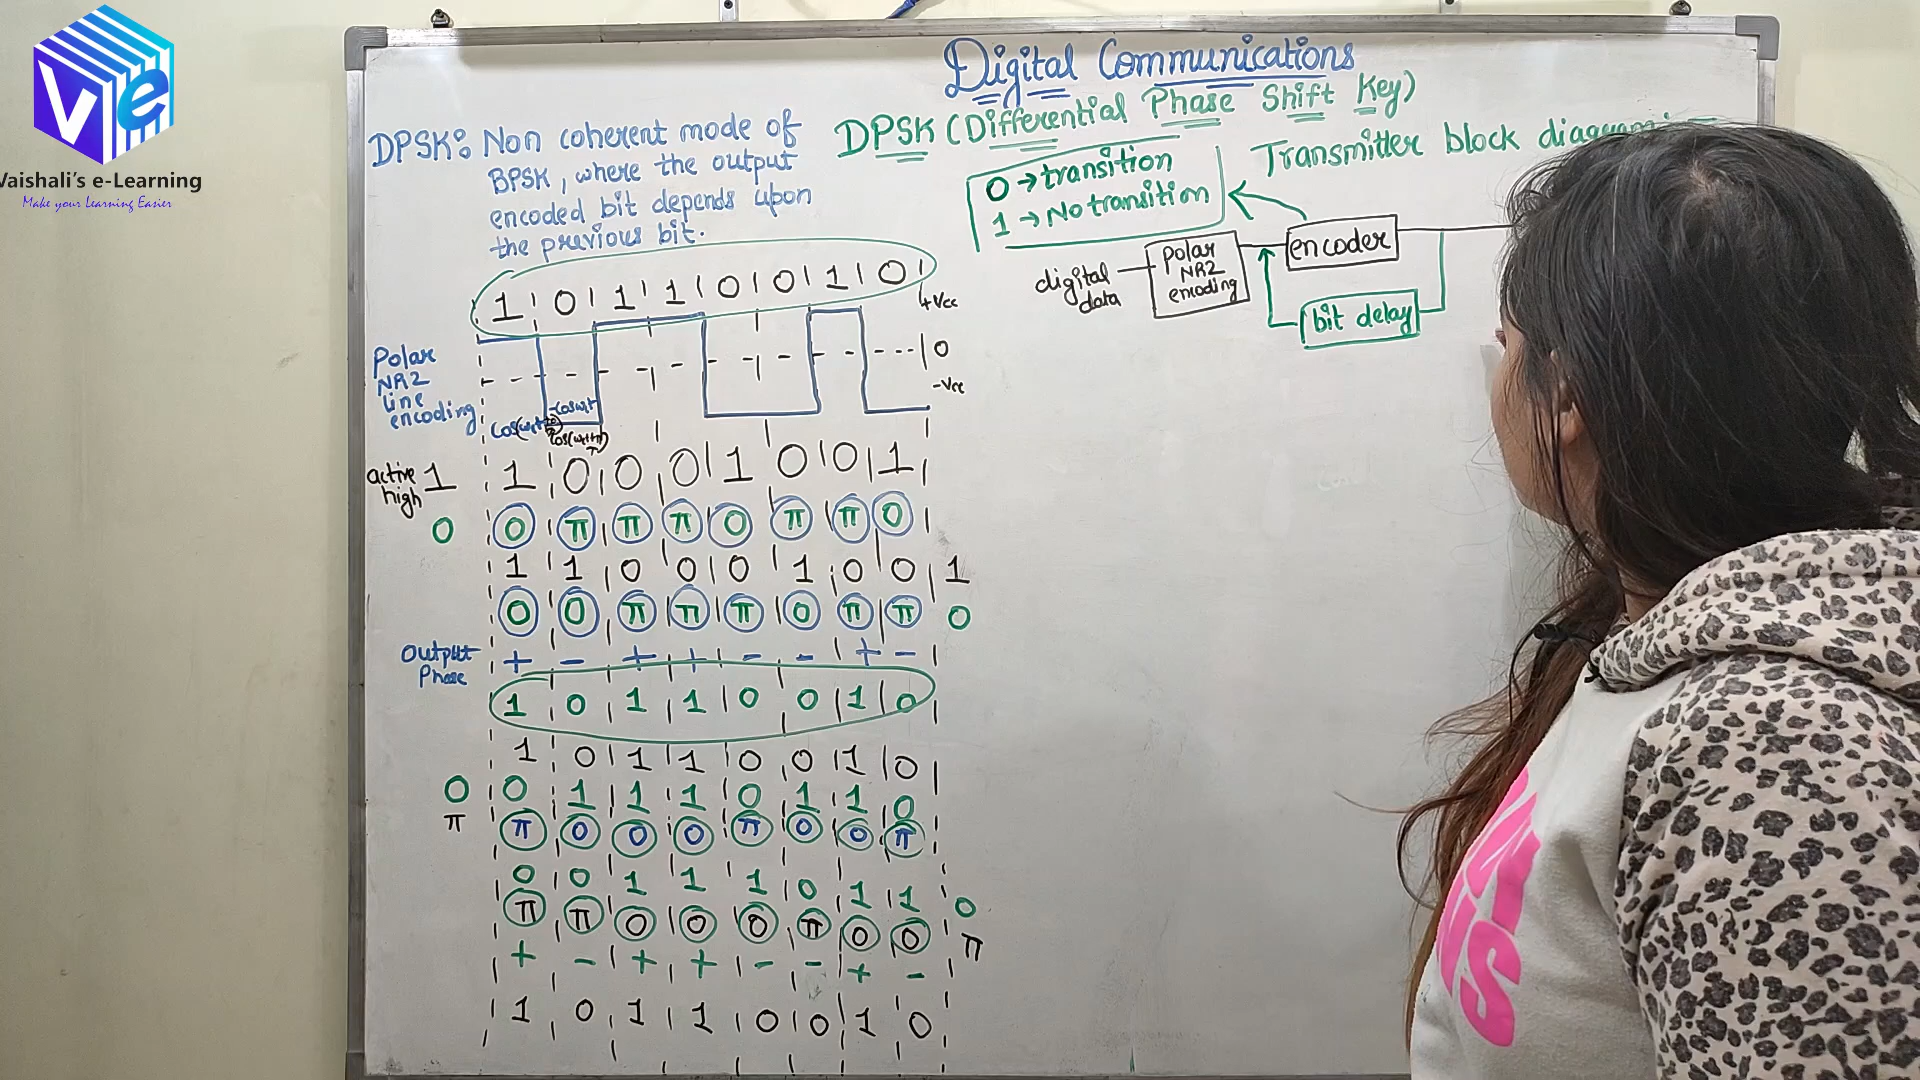 Ve
Vaishali's e-Learning
Make your Learning Easier
Digital Communications
DPSK (Differential Phase Shift Key)
DPSK: Non coherent mode of
BPSK, where the output
encoded bit depends upon
the previous bit.
0 → transition
1 → No transition
Transmitter block
digital
data
Polar
NRZ
encoding
encoder
bit delay
1 0 1 1 0 0 1 0
+Vcc
0
-Vcc
Polar
NRZ
line
encoding
-coswt
active
high
1 1 0 0 0 1 0 0 1
0 0 π π π 0 π π 0
1 1 0 0 0 1 0 0 1
0 0 π π π 0 π π 0
Output
Phase
+ - + + - - + -
1 0 1 1 0 0 1 0
1 0 1 1 0 0 1 0
0 0 1 1 1 0 1 1 0
π π 0 0 0 π 0 0 π
0 0 1 1 1 0 1 1 0
π π 0 0 0 π 0 0 π
+ - + + - - + -
1 0 1 1 0 0 1 0